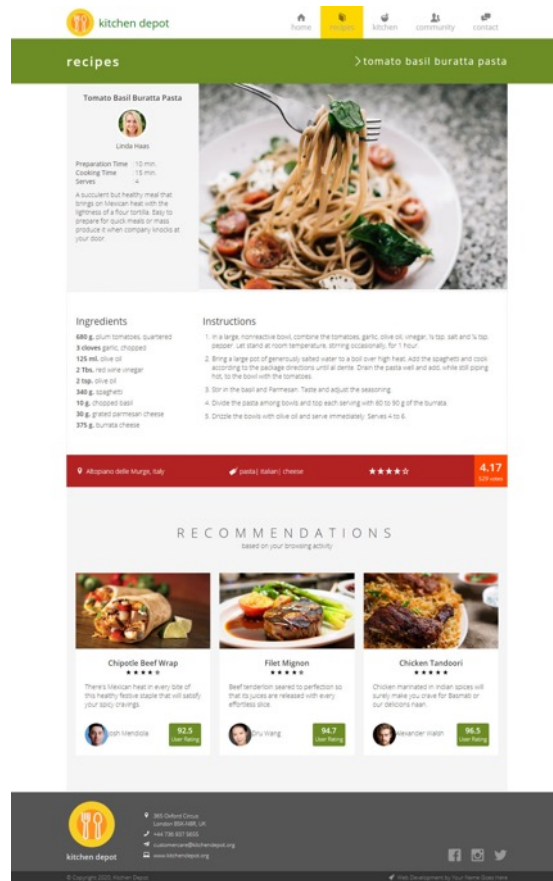 kitchen depot
home
recipes
kitchen
community
contact
recipes
tomato basil buratta pasta
Tomato Basil Buratta Pasta
Linda Haas
Preparation Time : 10 min.
Cooking Time : 15 min.
Serves : 4
A succulent but healthy meal that
brings on Mexican heat with the
lightness of a flour tortilla. Easy to
prepare for quick meals or mass
produce it when company knocks at
your door.
Ingredients
680 g. plum tomatoes, quartered
3 cloves garlic, chopped
125 ml. olive oil
2 Tbs. red wine vinegar
2 tsp. olive oil
340 g. spaghetti
10 g. chopped basil
30 g. grated parmesan cheese
375 g. burrata cheese
Instructions
1. In a large, nonreactive bowl, combine the tomatoes, garlic, olive oil, vinegar, ½ tsp. salt and ½ tsp.
pepper. Let stand at room temperature, stirring occasionally, for 1 hour.
2. Bring a large pot of generously salted water to a boil over high heat. Add the spaghetti and cook
according to the package directions until al dente. Drain the pasta well and add, while still piping
hot, to the bowl with the tomatoes.
3. Stir in the basil and Parmesan. Taste and adjust the seasoning.
4. Divide the pasta among bowls and top each serving with 60 to 90 g of the burrata.
5. Drizzle the bowls with olive oil and serve immediately. Serves 4 to 6.
Altopiano delle Murge, Italy
pasta| italian| cheese
4.17
529 votes
RECOMMENDATIONS
based on your browsing activity
Chipotle Beef Wrap
There's Mexican heat in every bite of
this healthy festive staple that will satisfy
your spicy cravings.
Josh Mendiola
92.5
User Rating
Filet Mignon
Beef tenderloin seared to perfection so
that its juices are released with every
effortless slice.
Dru Wang
94.7
User Rating
Chicken Tandoori
Chicken marinated in Indian spices will
surely make you crave for Basmati or
our delicions naan.
Alexander Walsh
96.5
User Rating
kitchen depot
365 Oxford Circus
London B5K-N8R, UK
+44 736 937 5655
customercare@kitchendepot.org
www.kitchendepot.org
© Copyright 2020, Kitchen Depot
Web Development by Your Name Goes Here